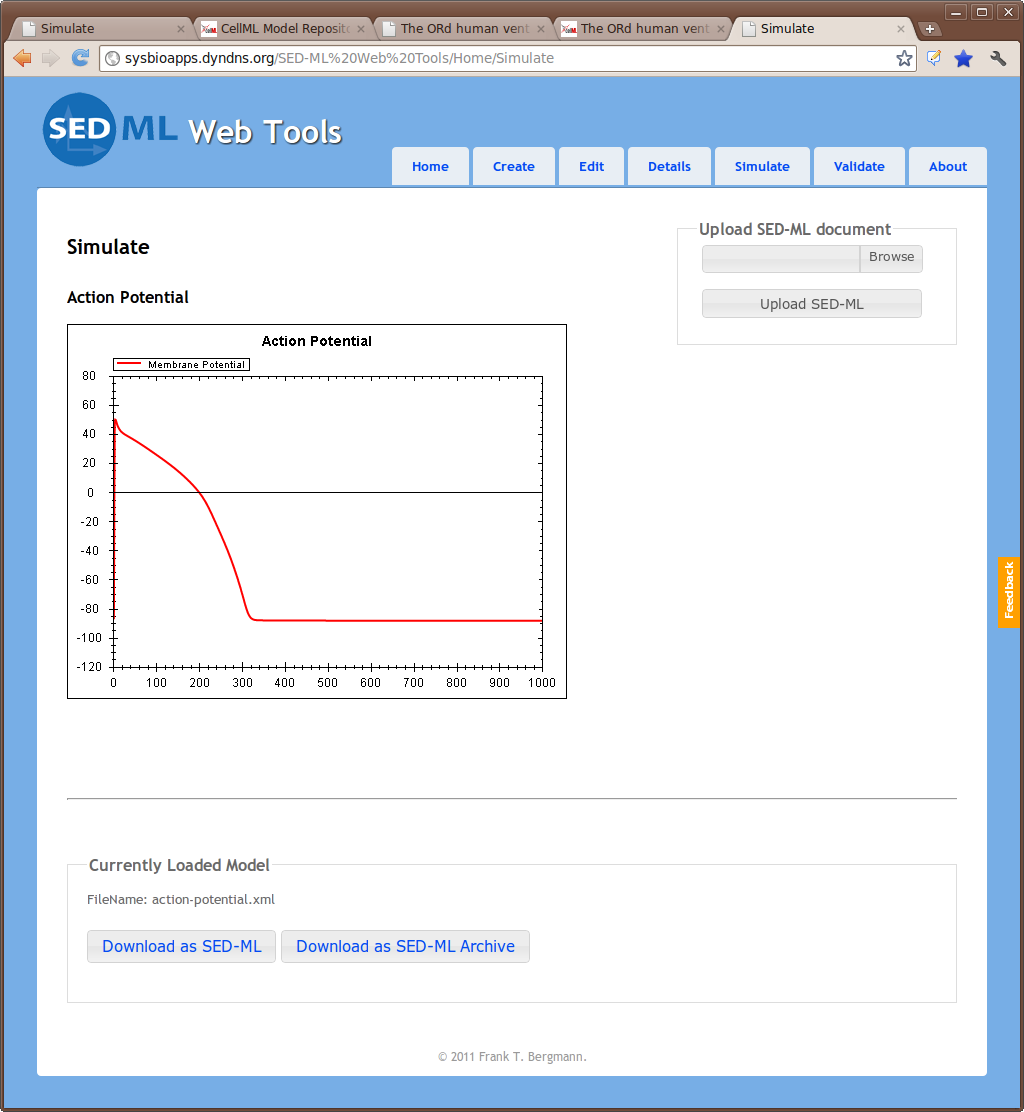 Simulate
CellML Model Reposito
The ORd human vent
The ORd human vent
Simulate
sysbioapps.dyndns.org/SED-ML%20Web%20Tools/Home/Simulate
SED ML Web Tools
Home Create Edit Details Simulate Validate About
Simulate
Upload SED-ML document
Browse
Upload SED-ML
Action Potential
Action Potential
Membrane Potential
80
60
40
20
0
-20
-40
-60
-80
-100
-120
0 100 200 300 400 500 600 700 800 900 1000
Feedback
Currently Loaded Model
FileName: action-potential.xml
Download as SED-ML Download as SED-ML Archive
© 2011 Frank T. Bergmann.